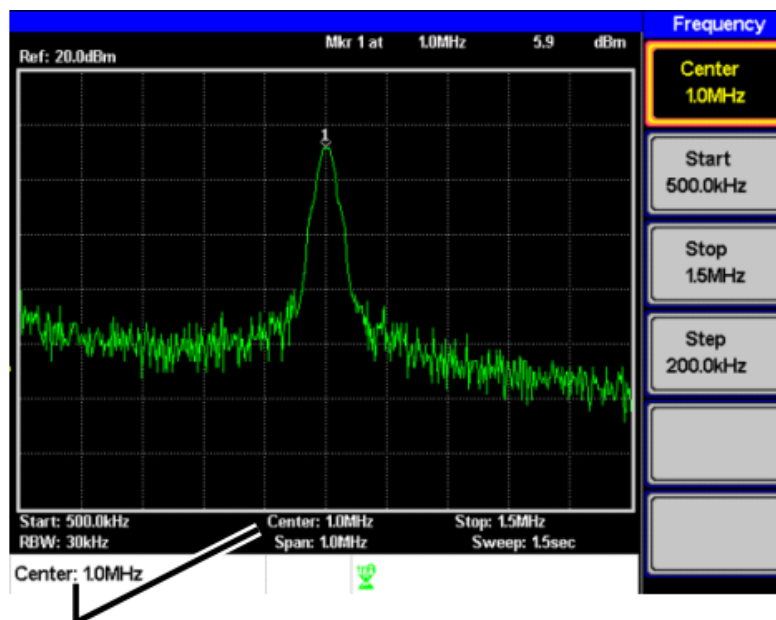 Frequency
Mkr 1 at 1.0MHz 5.9 dBm
Ref: 20.0dBm
Center
1.0MHz
1
Start
500.0kHz
Stop
1.5MHz
Step
200.0kHz
Start: 500.0kHz Center: 1.0MHz Stop: 1.5MHz
RBW: 30kHz Span: 1.0MHz Sweep: 1.5sec
Center: 1.0MHz